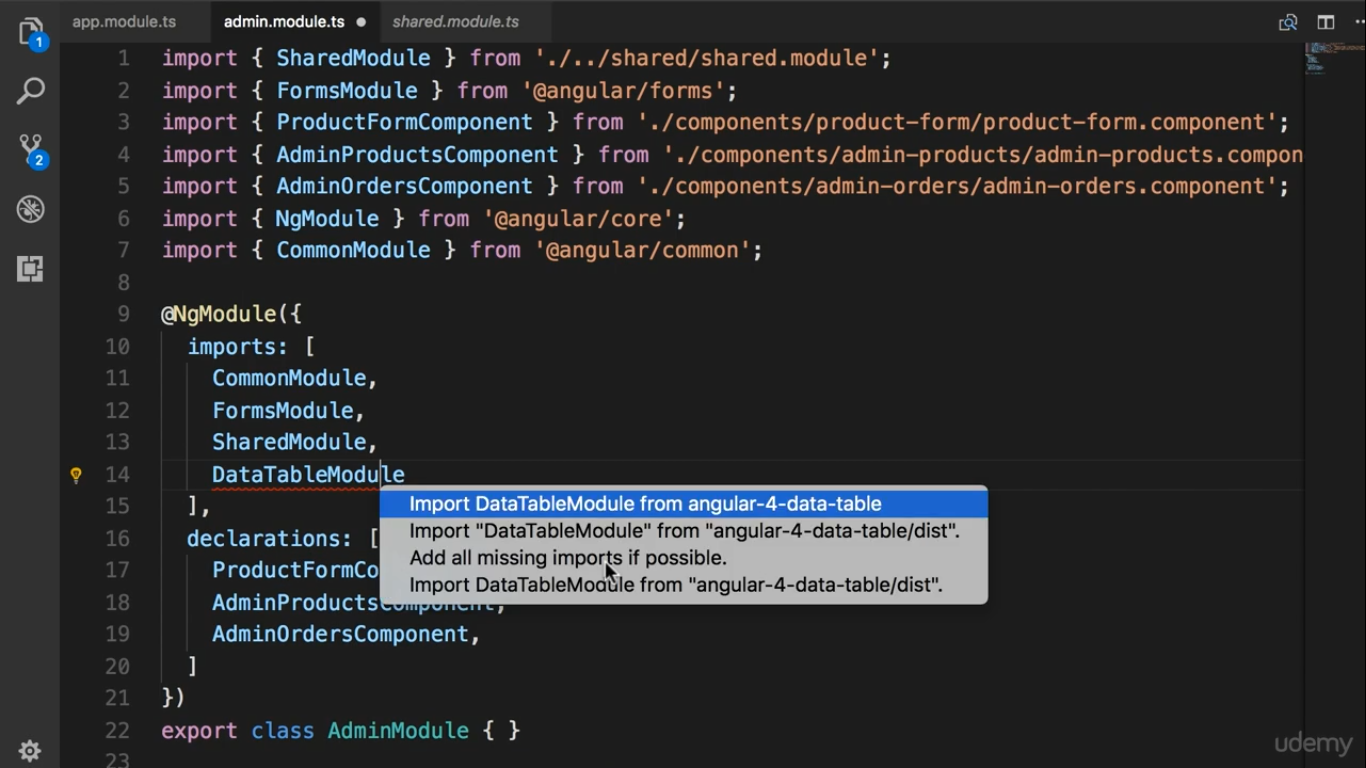 app.module.ts admin.module.ts shared.module.ts
1
2
1 import { SharedModule } from './../shared/shared.module';
2 import { FormsModule } from '@angular/forms';
3 import { ProductFormComponent } from './components/product-form/product-form.component';
4 import { AdminProductsComponent } from './components/admin-products/admin-products.compon
5 import { AdminOrdersComponent } from './components/admin-orders/admin-orders.component';
6 import { NgModule } from '@angular/core';
7 import { CommonModule } from '@angular/common';
8
9 @NgModule({
10 imports: [
11 CommonModule,
12 FormsModule,
13 SharedModule,
14 DataTableModule
Import DataTableModule from angular-4-data-table
Import "DataTableModule" from "angular-4-data-table/dist".
Add all missing imports if possible.
Import DataTableModule from "angular-4-data-table/dist".
15 ],
16 declarations: [
17 ProductFormCo
18 AdminProductsComponent,
19 AdminOrdersComponent,
20 ]
21 })
22 export class AdminModule { }
23
udemy